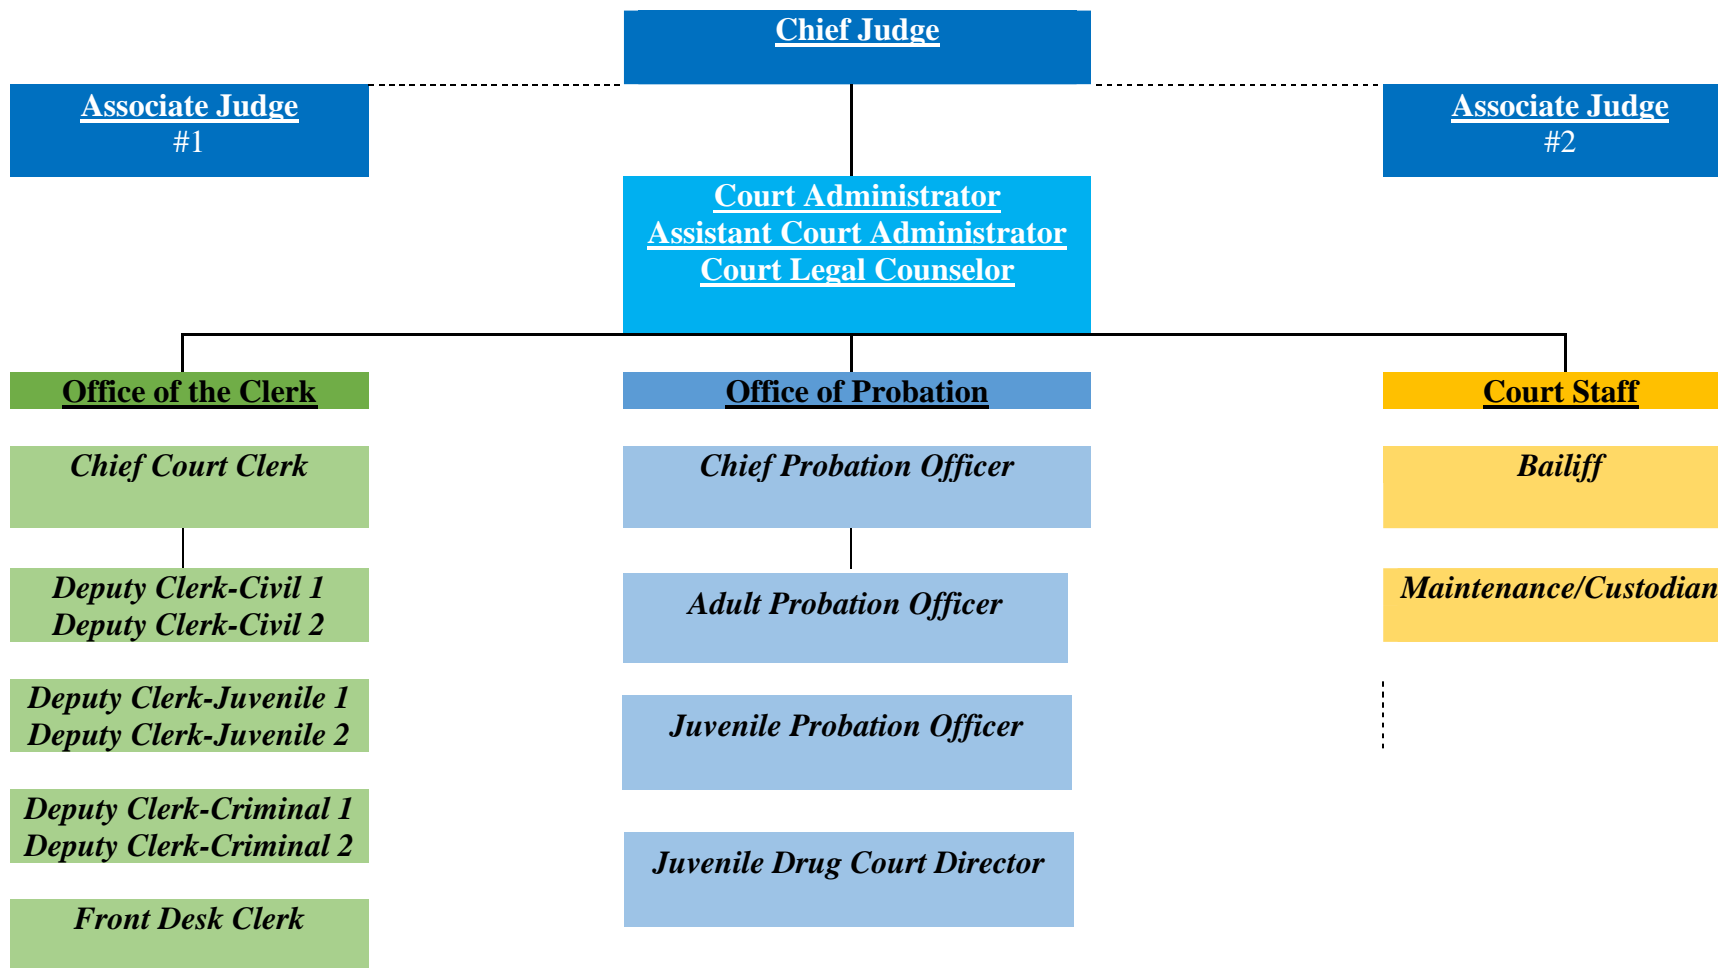 Chief Judge
Associate Judge
#1
Associate Judge
#2
Court Administrator
Assistant Court Administrator
Court Legal Counselor
Office of the Clerk
Office of Probation
Court Staff
Chief Court Clerk
Chief Probation Officer
Bailiff
Deputy Clerk-Civil 1
Deputy Clerk-Civil 2
Adult Probation Officer
Maintenance/Custodian
Deputy Clerk-Juvenile 1
Deputy Clerk-Juvenile 2
Juvenile Probation Officer
Deputy Clerk-Criminal 1
Deputy Clerk-Criminal 2
Juvenile Drug Court Director
Front Desk Clerk